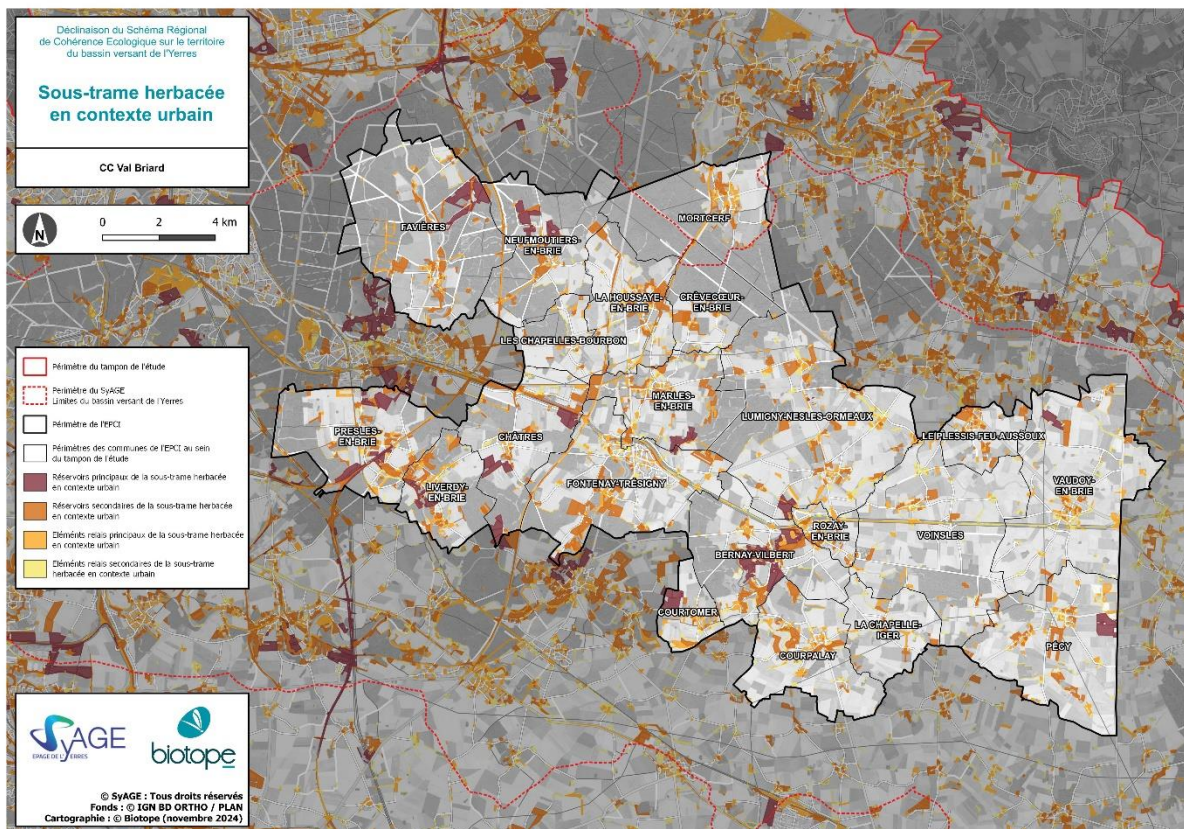 Déclinaison du Schéma Régional
de Cohérence Ecologique sur le territoire
du bassin versant de l'Yerres
Sous-trame herbacée
en contexte urbain
CC Val Briard
N
0 2 4 km
Périmètre du tampon de l'étude
Périmètre du SyAGE
Limites du bassin versant de l'Yerres
Périmètre de l'EPCI
Périmètres des communes de l'EPCI au sein
du tampon de l'étude
Réservoirs principaux de la sous-trame herbacée
en contexte urbain
Réservoirs secondaires de la sous-trame herbacée
en contexte urbain
Eléments relais principaux de la sous-trame herbacée
en contexte urbain
Eléments relais secondaires de la sous-trame
herbacée en contexte urbain
FAVIÈRES
NEUFMOUTIERS-
EN-BRIE
MORTCERF
LA HOUSSAYE-
EN-BRIE
CRÈVECŒUR-
EN-BRIE
LES CHAPELLES-BOURBON
MARLES-
EN-BRIE
LUMIGNY-NESLES-ORMEAUX
PRESLES-
EN-BRIE
CHÂTRES
LE PLESSIS-FEU-AUSSOUX
LIVERDY-
EN-BRIE
FONTENAY-TRÉSIGNY
VAUDOY-
EN-BRIE
ROZAY-
EN-BRIE
VOINSLES
BERNAY-VILBERT
COURTOMER
LA CHAPELLE-
IGER
COURPALAY
PÉCY
SyAGE
EPAGE DE L'YERRES
biotope
© SyAGE : Tous droits réservés
Fonds : © IGN BD ORTHO / PLAN
Cartographie : © Biotope (novembre 2024)